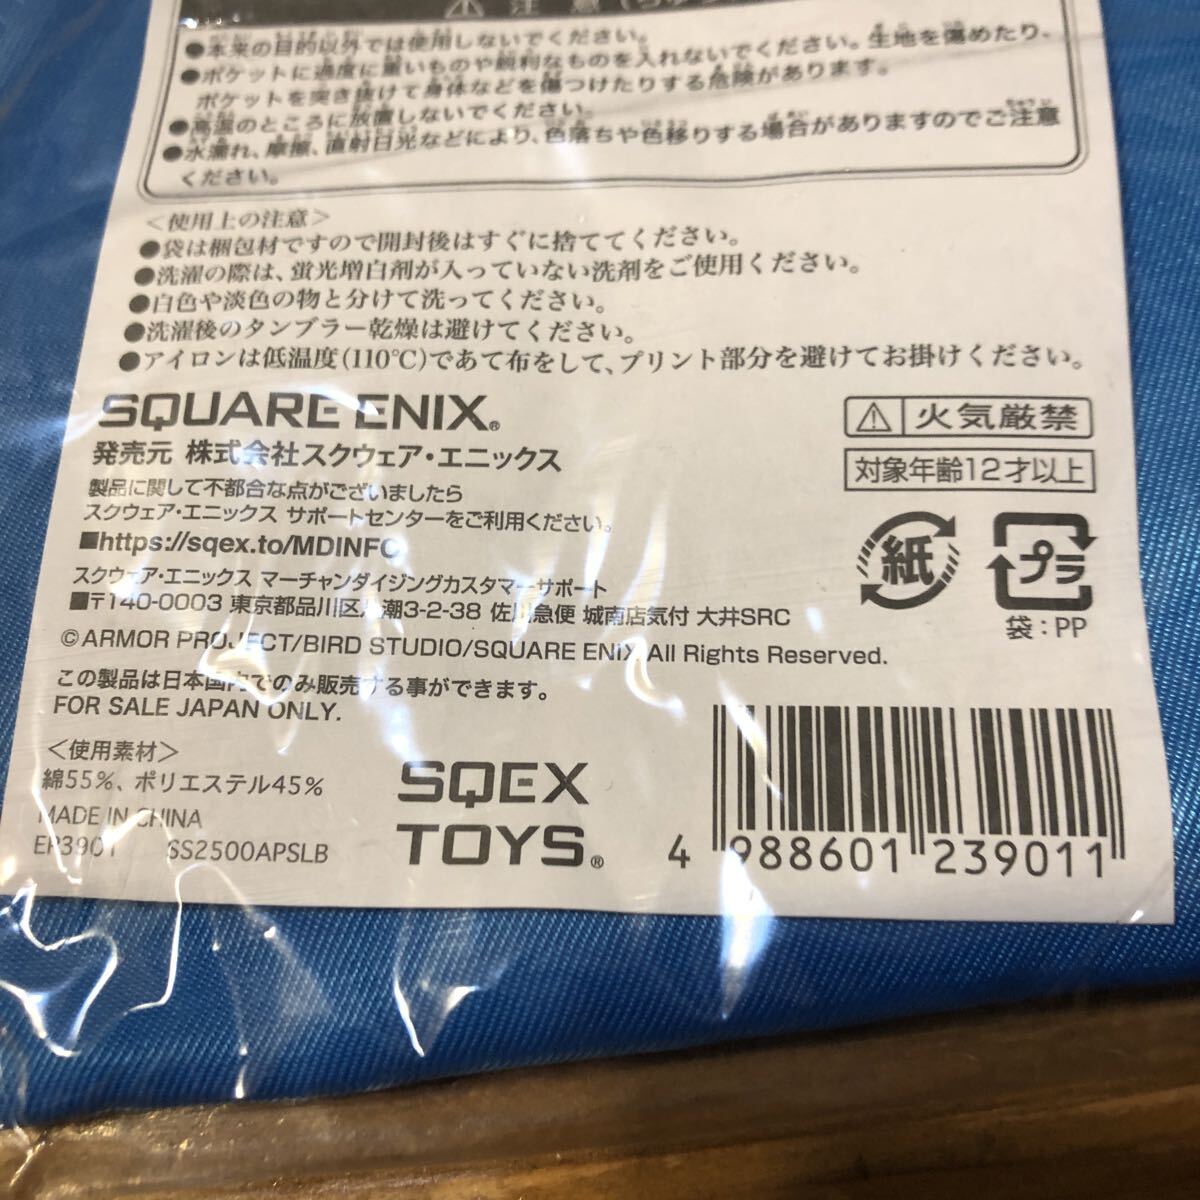 注意
●本来の目的以外では使用しないでください。
●ポケットに過度に重いものや鋭利なものを入れないでください。生地を傷めたり、
ポケットを突き抜けて身体などを傷つけたりする危険があります。
●高温のところに放置しないでください。
●水濡れ、摩擦、直射日光などにより、色落ちや色移りする場合がありますのでご注意
ください。
＜使用上の注意＞
●袋は梱包材ですので開封後はすぐに捨ててください。
●洗濯の際は、蛍光増白剤が入っていない洗剤をご使用ください。
●白色や淡色の物と分けて洗ってください。
●洗濯後のタンブラー乾燥は避けてください。
●アイロンは低温度(110℃)であて布をして、プリント部分を避けてお掛けください。
SQUARE ENIX®
発売元 株式会社スクウェア・エニックス
製品に関して不都合な点がございましたら
スクウェア・エニックス サポートセンターをご利用ください。
■https://sqex.to/MDINFO
スクウェア・エニックス マーチャンダイジングカスタマーサポート
■〒140-0003 東京都品川区八潮3-2-38 佐川急便 城南店気付 大井SRC
©ARMOR PROJECT/BIRD STUDIO/SQUARE ENIX All Rights Reserved.
この製品は日本国内でのみ販売する事ができます。
FOR SALE JAPAN ONLY.
＜使用素材＞
綿55%、ポリエステル45%
MADE IN CHINA
EP3901 SS2500APSLB
SQEX
TOYS®
火気厳禁
対象年齢12才以上
紙
プラ
袋：PP
4 988601 239011